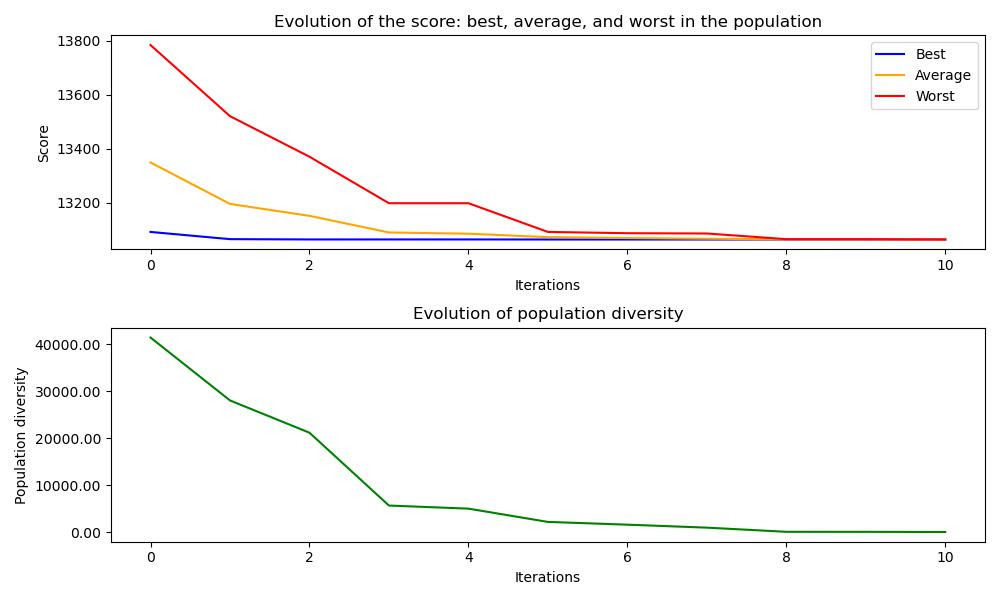 Evolution of the score: best, average, and worst in the population
13800
13600
13400
13200
Score
Best
Average
Worst
0 2 4 6 8 10
Iterations
Evolution of population diversity
40000.00
30000.00
20000.00
10000.00
0.00
Population diversity
0 2 4 6 8 10
Iterations